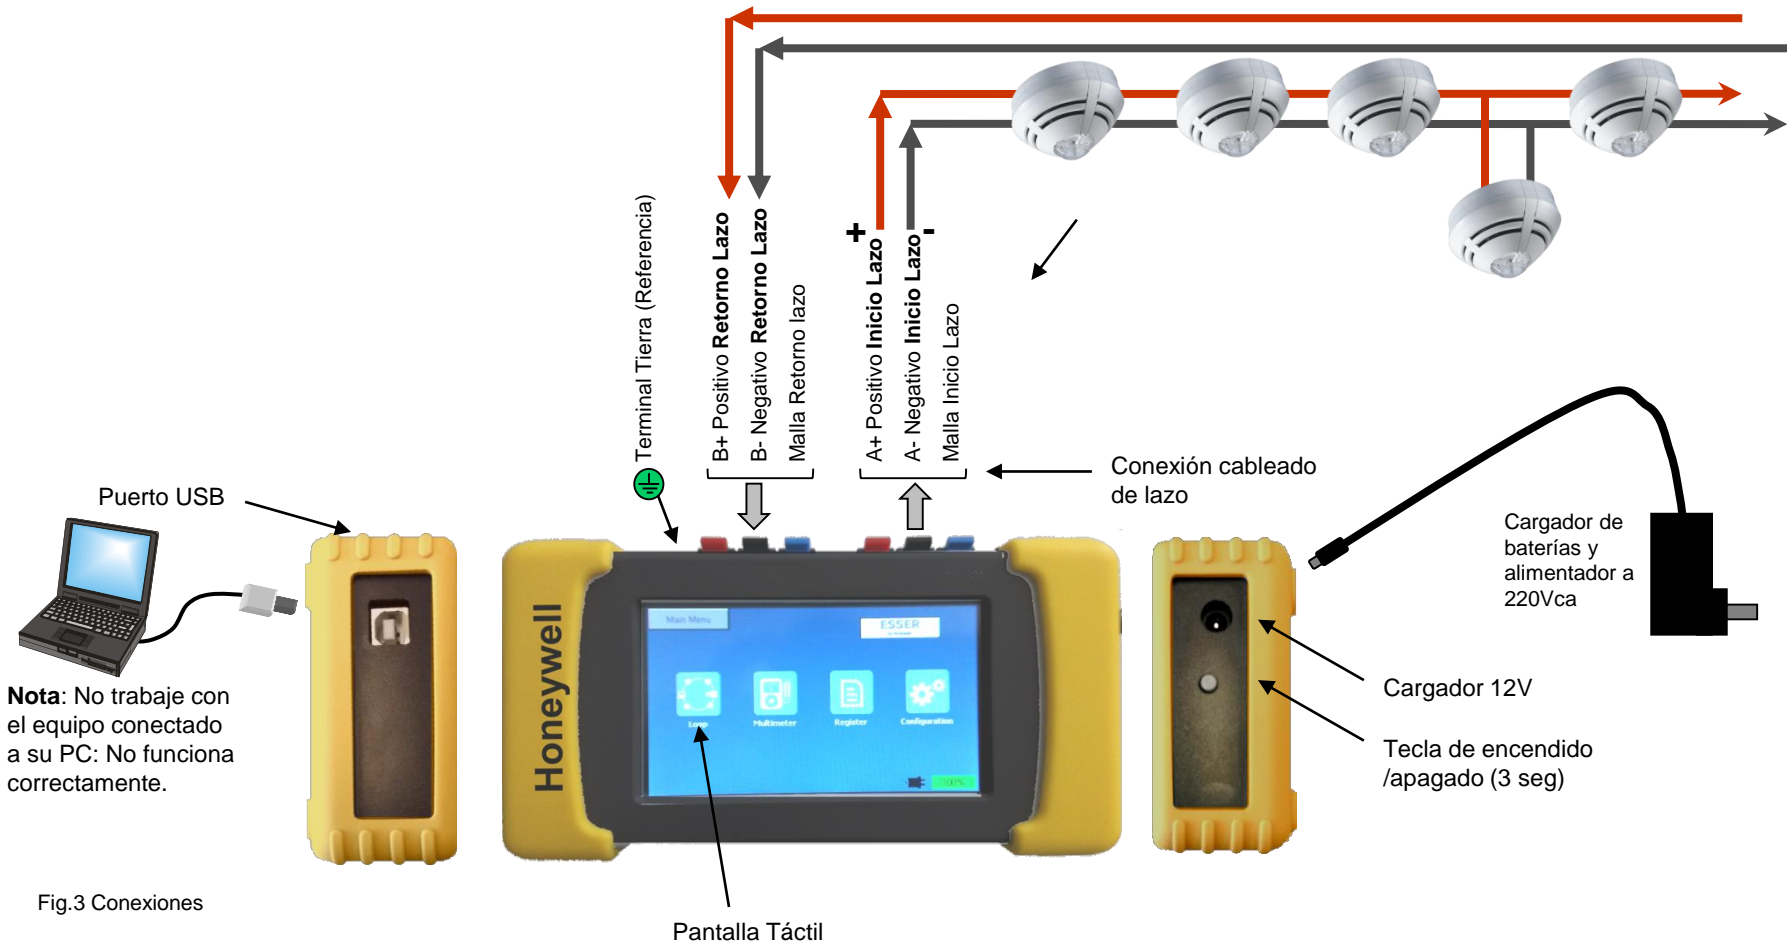 Terminal Tierra (Referencia)
B+ Positivo Retorno Lazo
B- Negativo Retorno Lazo
Malla Retorno lazo
+
A+ Positivo Inicio Lazo
A- Negativo Inicio Lazo
-
Malla Inicio Lazo
Conexión cableado
de lazo
Puerto USB
Nota: No trabaje con
el equipo conectado
a su PC: No funciona
correctamente.
Honeywell
Main Menu
ESSER
Loop
Multimeter
Register
Configuration
100%
Cargador de
baterías y
alimentador a
220Vca
Cargador 12V
Tecla de encendido
/apagado (3 seg)
Fig.3 Conexiones
Pantalla Táctil